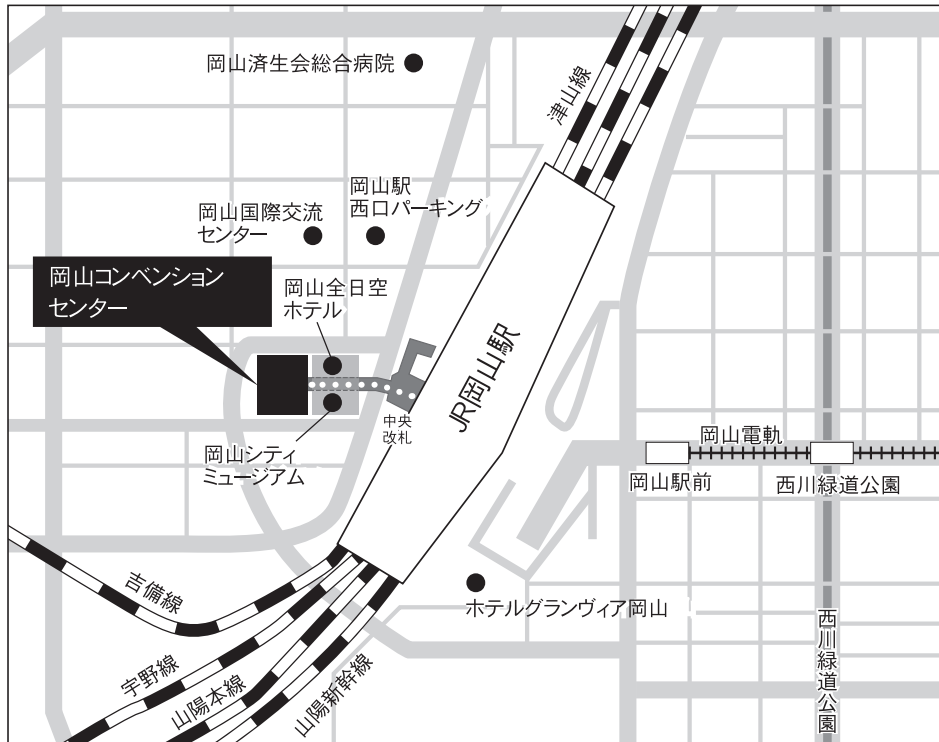 岡山済生会総合病院
津山線
岡山駅
西口パーキング
岡山国際交流
センター
岡山コンベンション
センター
岡山全日空
ホテル
JR岡山駅
中央
改札
岡山シティ
ミュージアム
岡山電軌
岡山駅前
西川緑道公園
吉備線
ホテルグランヴィア岡山
宇野線
山陽本線
山陽新幹線
西川緑道公園